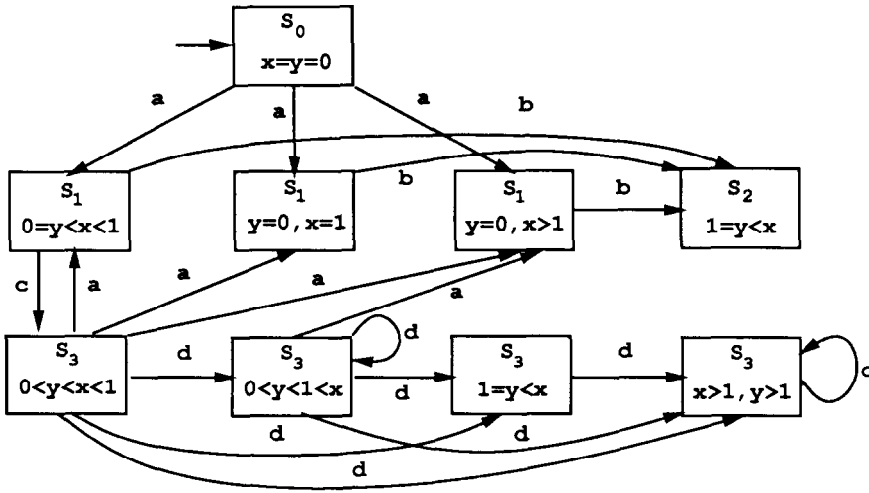 S0
x=y=0
a
a
a
b
b
b
S1
0=y<x<1
S1
y=0,x=1
S1
y=0,x>1
S2
1=y<x
c
a
a
a
a
S3
0<y<x<1
d
S3
0<y<1<x
d
d
S3
1=y<x
d
S3
x>1,y>1
d
d
d